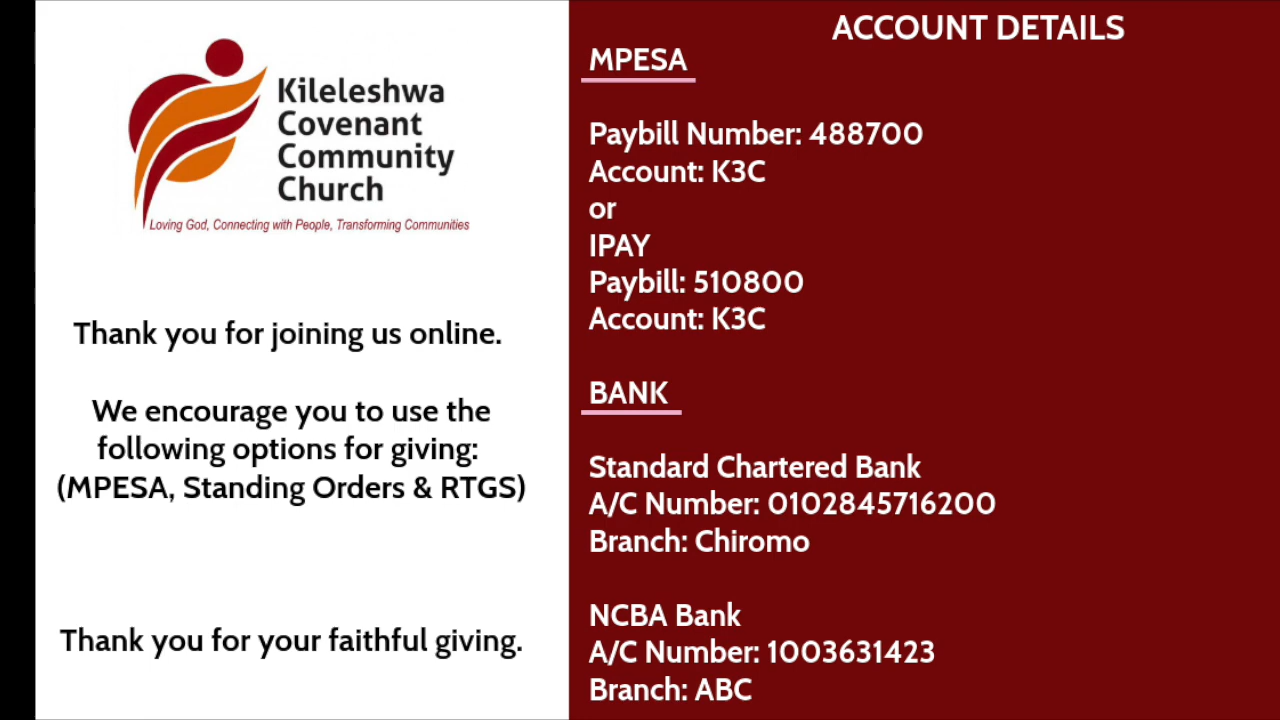 Kileleshwa
Covenant
Community
Church
Loving God, Connecting with People, Transforming Communities
Thank you for joining us online.
We encourage you to use the
following options for giving:
(MPESA, Standing Orders & RTGS)
Thank you for your faithful giving.
ACCOUNT DETAILS
MPESA
Paybill Number: 488700
Account: K3C
or
IPAY
Paybill: 510800
Account: K3C
BANK
Standard Chartered Bank
A/C Number: 0102845716200
Branch: Chiromo
NCBA Bank
A/C Number: 1003631423
Branch: ABC